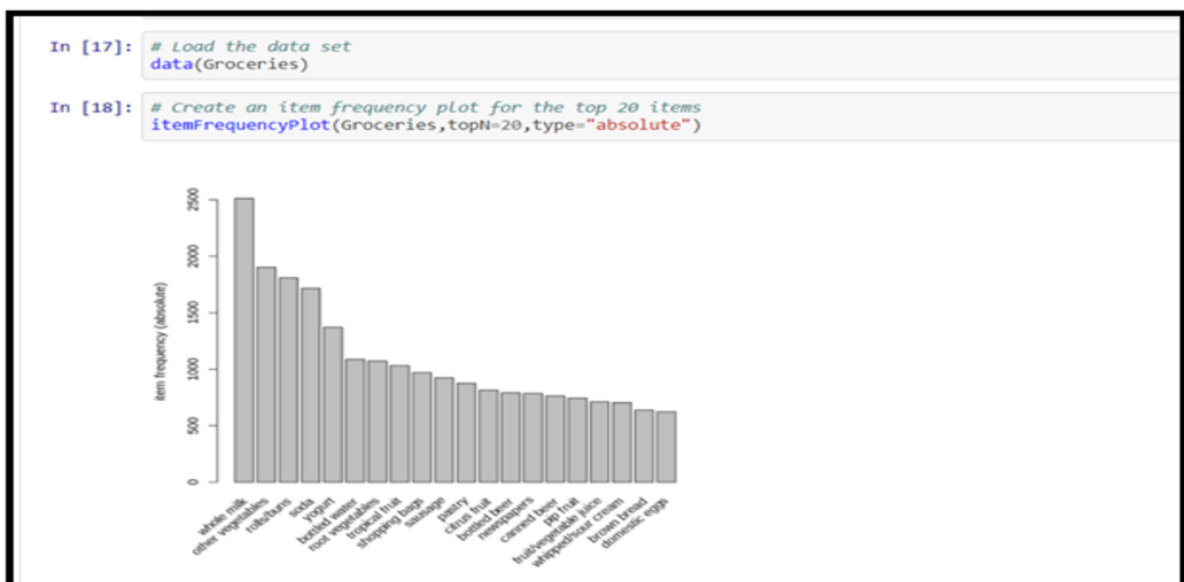 In [17]: # Load the data set
data(Groceries)
In [18]: # Create an item frequency plot for the top 20 items
itemFrequencyPlot(Groceries,topN=20,type="absolute")
2500
2000
1500
1000
500
0
item frequency (absolute)
whole milk
other vegetables
rolls/buns
soda
yogurt
bottled water
root vegetables
tropical fruit
shopping bags
sausage
pastry
citrus fruit
bottled beer
newspapers
canned beer
pip fruit
fruit/vegetable juice
whipped/sour cream
brown bread
domestic eggs